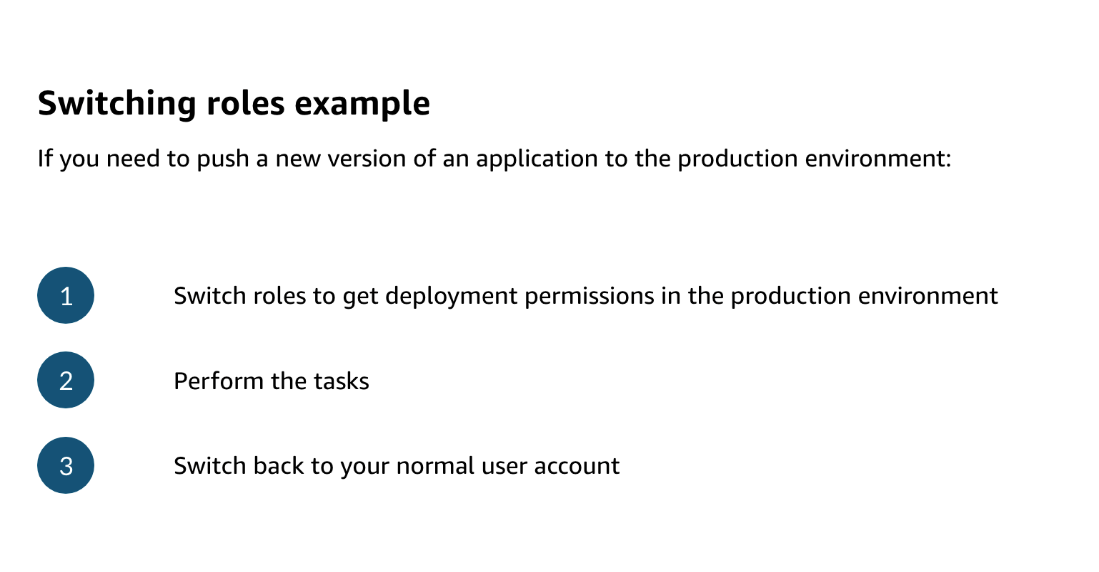 Switching roles example
If you need to push a new version of an application to the production environment:
1 Switch roles to get deployment permissions in the production environment
2 Perform the tasks
3 Switch back to your normal user account